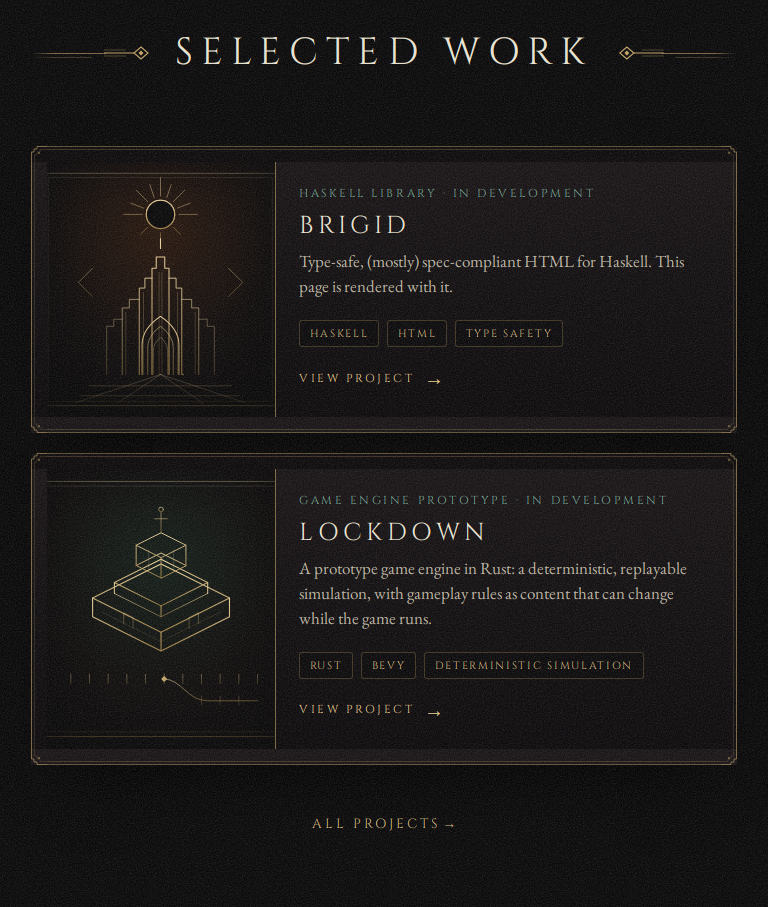 SELECTED WORK
HASKELL LIBRARY · IN DEVELOPMENT
BRIGID
Type-safe, (mostly) spec-compliant HTML for Haskell. This
page is rendered with it.
HASKELL HTML TYPE SAFETY
VIEW PROJECT →
GAME ENGINE PROTOTYPE · IN DEVELOPMENT
LOCKDOWN
A prototype game engine in Rust: a deterministic, replayable
simulation, with gameplay rules as content that can change
while the game runs.
RUST BEVY DETERMINISTIC SIMULATION
VIEW PROJECT →
ALL PROJECTS →